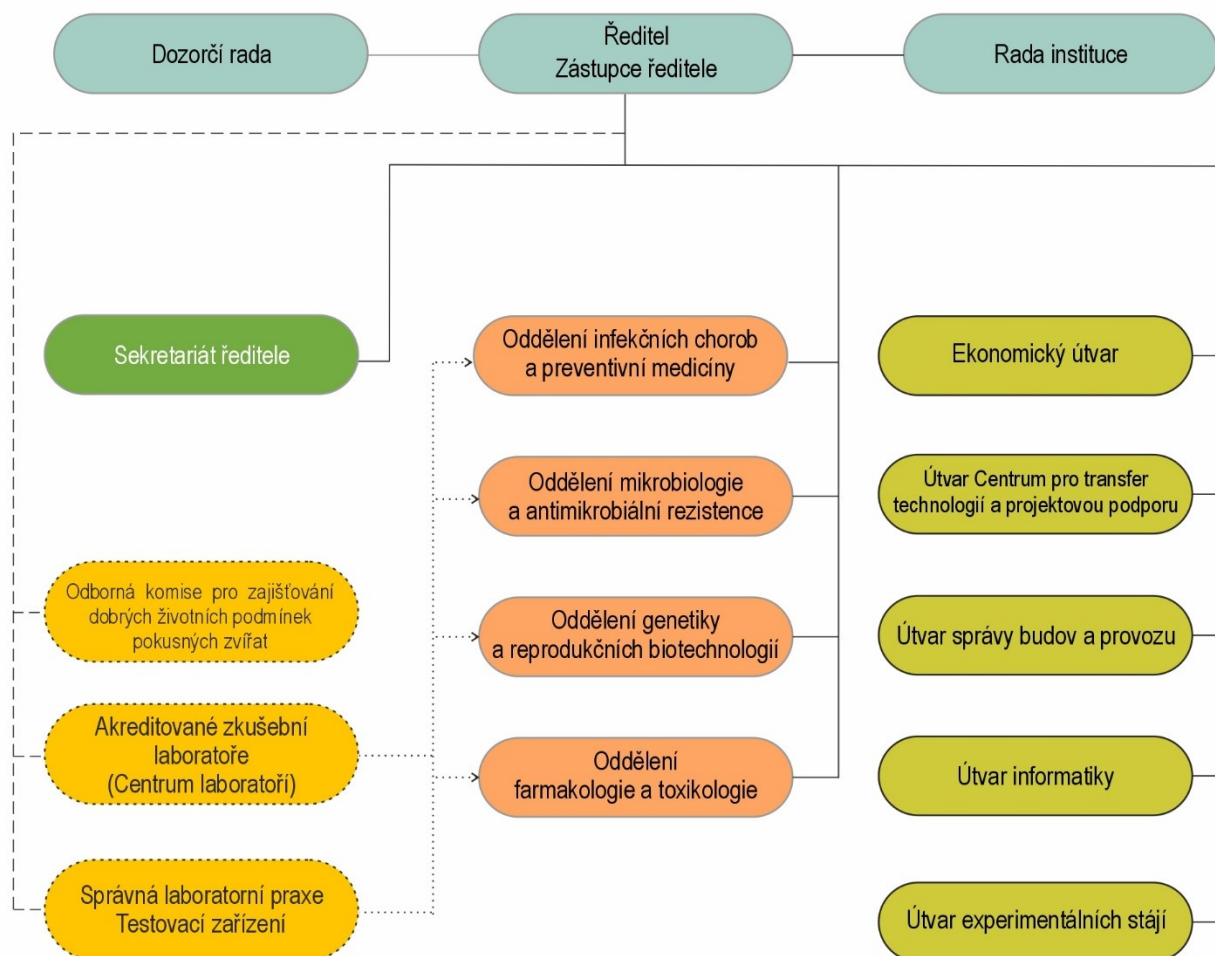 Dozorčí rada
Ředitel
Zástupce ředitele
Rada instituce
Sekretariát ředitele
Oddělení infekčních chorob
a preventivní medicíny
Ekonomický útvar
Oddělení mikrobiologie
a antimikrobiální rezistence
Útvar Centrum pro transfer
technologií a projektovou podporu
Odborná komise pro zajišťování
dobrých životních podmínek
pokusných zvířat
Oddělení genetiky
a reprodukčních biotechnologií
Útvar správy budov a provozu
Akreditované zkušební
laboratoře
(Centrum laboratoří)
Oddělení
farmakologie a toxikologie
Útvar informatiky
Správná laboratorní praxe
Testovací zařízení
Útvar experimentálních stájí